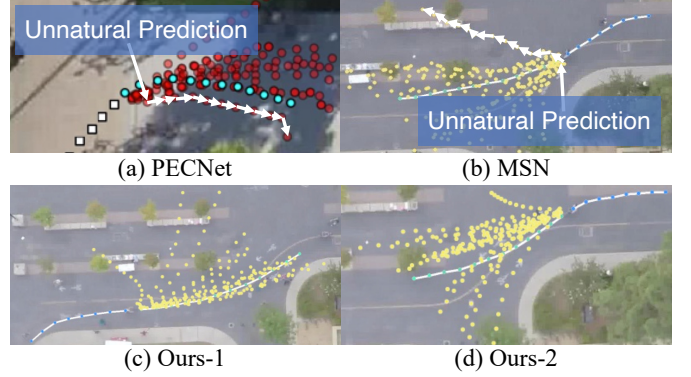 Unnatural Prediction
Unnatural Prediction
(a) PECNet
(b) MSN
(c) Ours-1
(d) Ours-2